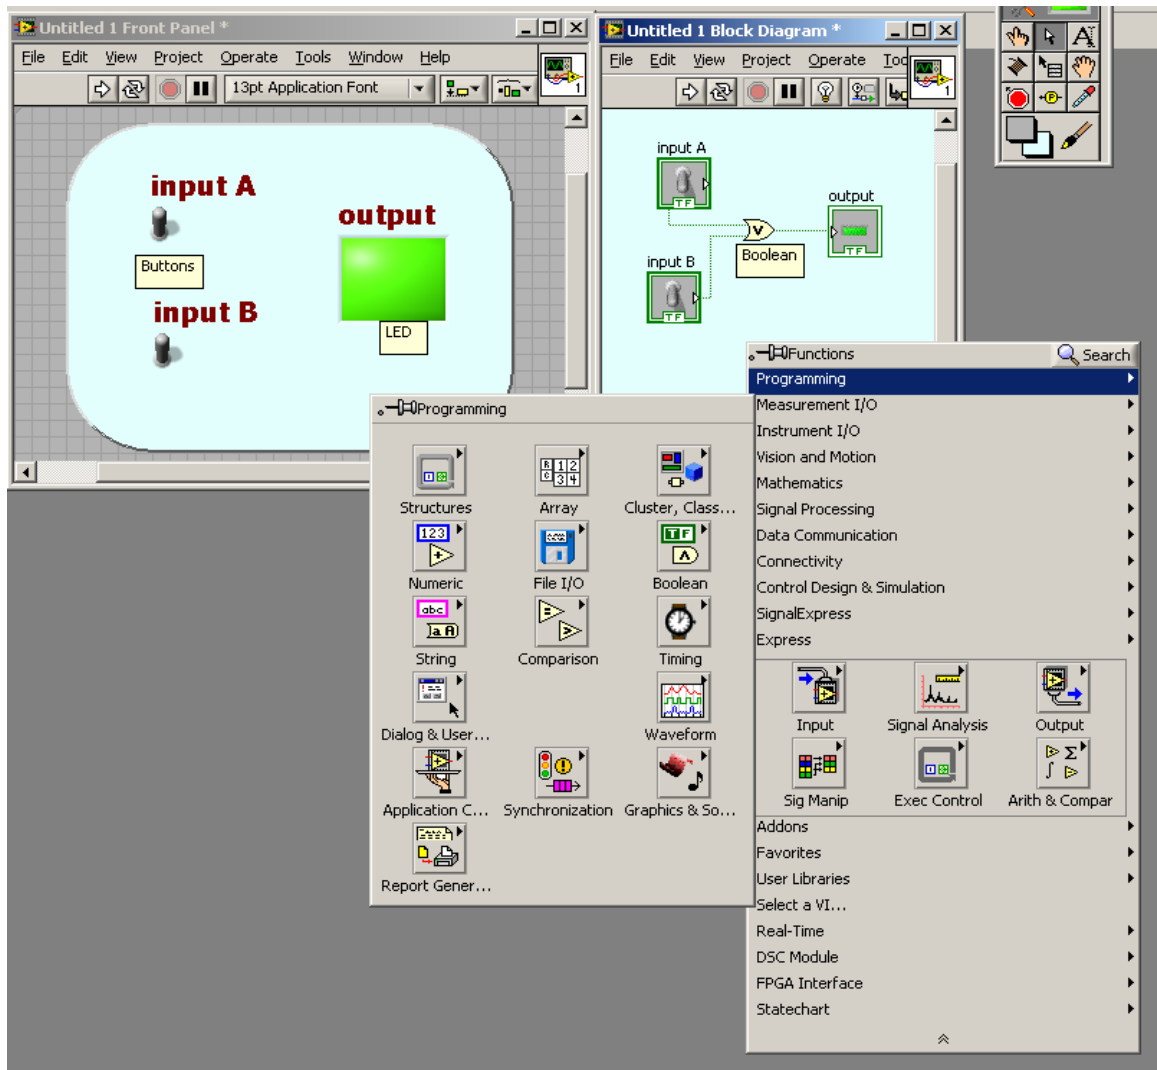 Untitled 1 Front Panel *
File Edit View Project Operate Tools Window Help
13pt Application Font
1
input A
output
Buttons
input B
LED
Untitled 1 Block Diagram *
File Edit View Project Operate Too
1
input A
TF
output
TF
V
Boolean
input B
TF
A
P
Functions
Search
Programming
Measurement I/O
Instrument I/O
Vision and Motion
Mathematics
Signal Processing
Data Communication
Connectivity
Control Design & Simulation
SignalExpress
Express
Input
Signal Analysis
Output
Sig Manip
Exec Control
Arith & Compar
Addons
Favorites
User Libraries
Select a VI...
Real-Time
DSC Module
FPGA Interface
Statechart
Programming
Structures
Array
Cluster, Class...
Numeric
File I/O
Boolean
String
Comparison
Timing
Dialog & User...
Waveform
Application C...
Synchronization
Graphics & So...
Report Gener...